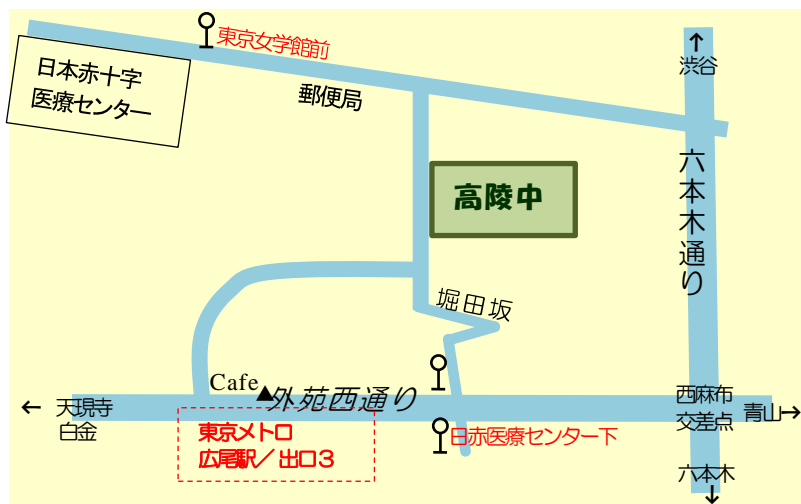 東京女学館前
日本赤十字
医療センター
郵便局
↑
渋谷
六本木通り
高陵中
堀田坂
Cafe
▲外苑西通り
←
天現寺
白金
西麻布
交差点
青山→
東京メトロ
広尾駅/出口3
日赤医療センター下
六本木
↓